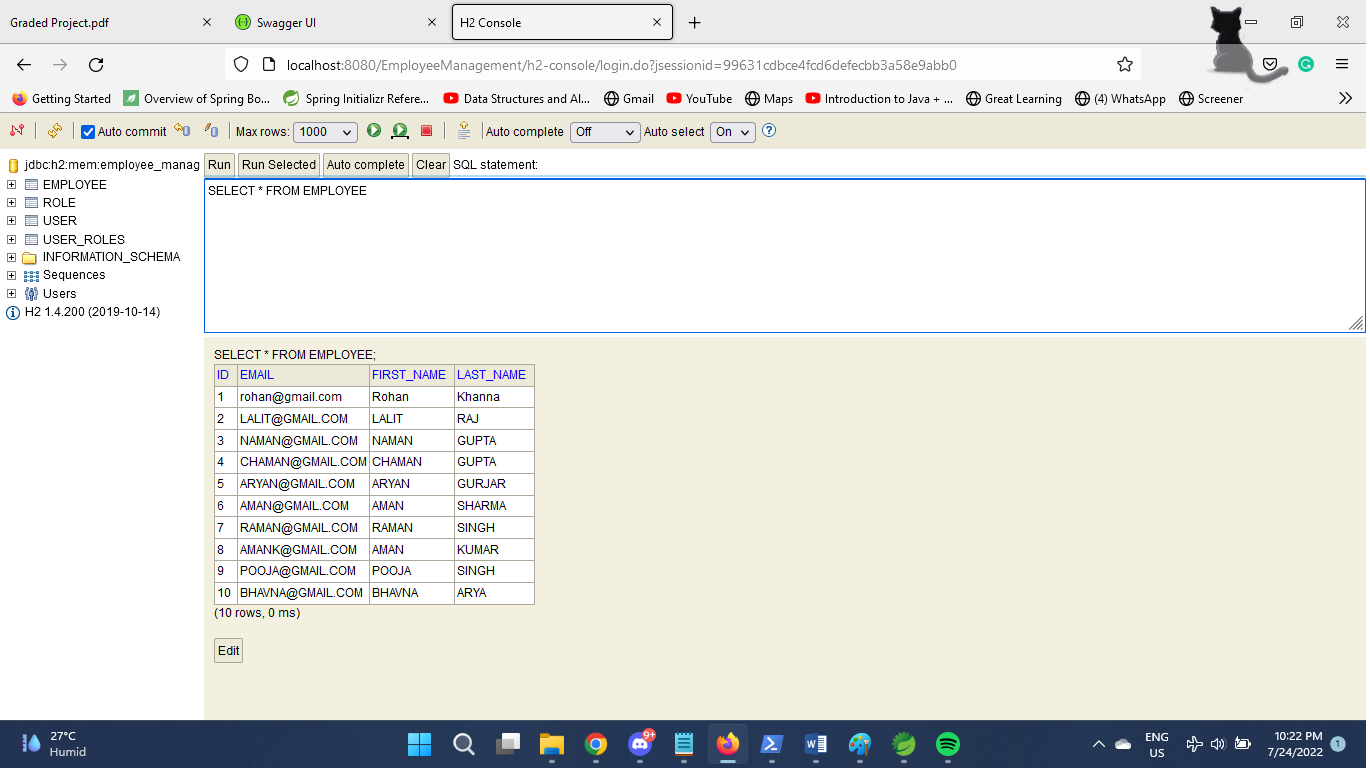 Graded Project.pdf
Swagger UI
H2 Console
localhost:8080/EmployeeManagement/h2-console/login.do?jsessionid=99631cdbce4fcd6defecbb3a58e9abb0
Getting Started
Overview of Spring Bo...
Spring Initializr Refere...
Data Structures and Al...
Gmail
YouTube
Maps
Introduction to Java + ...
Great Learning
(4) WhatsApp
Screener
Auto commit
Max rows: 1000
Auto complete Off
Auto select On
jdbc:h2:mem:employee_manag
EMPLOYEE
ROLE
USER
USER_ROLES
INFORMATION_SCHEMA
Sequences
Users
H2 1.4.200 (2019-10-14)
Run Run Selected Auto complete Clear SQL statement:
SELECT * FROM EMPLOYEE
SELECT * FROM EMPLOYEE;
ID EMAIL FIRST_NAME LAST_NAME
1 rohan@gmail.com Rohan Khanna
2 LALIT@GMAIL.COM LALIT RAJ
3 NAMAN@GMAIL.COM NAMAN GUPTA
4 CHAMAN@GMAIL.COM CHAMAN GUPTA
5 ARYAN@GMAIL.COM ARYAN GURJAR
6 AMAN@GMAIL.COM AMAN SHARMA
7 RAMAN@GMAIL.COM RAMAN SINGH
8 AMANK@GMAIL.COM AMAN KUMAR
9 POOJA@GMAIL.COM POOJA SINGH
10 BHAVNA@GMAIL.COM BHAVNA ARYA
(10 rows, 0 ms)
Edit
27°C
Humid
9+
ENG
US
10:22 PM
7/24/2022
1